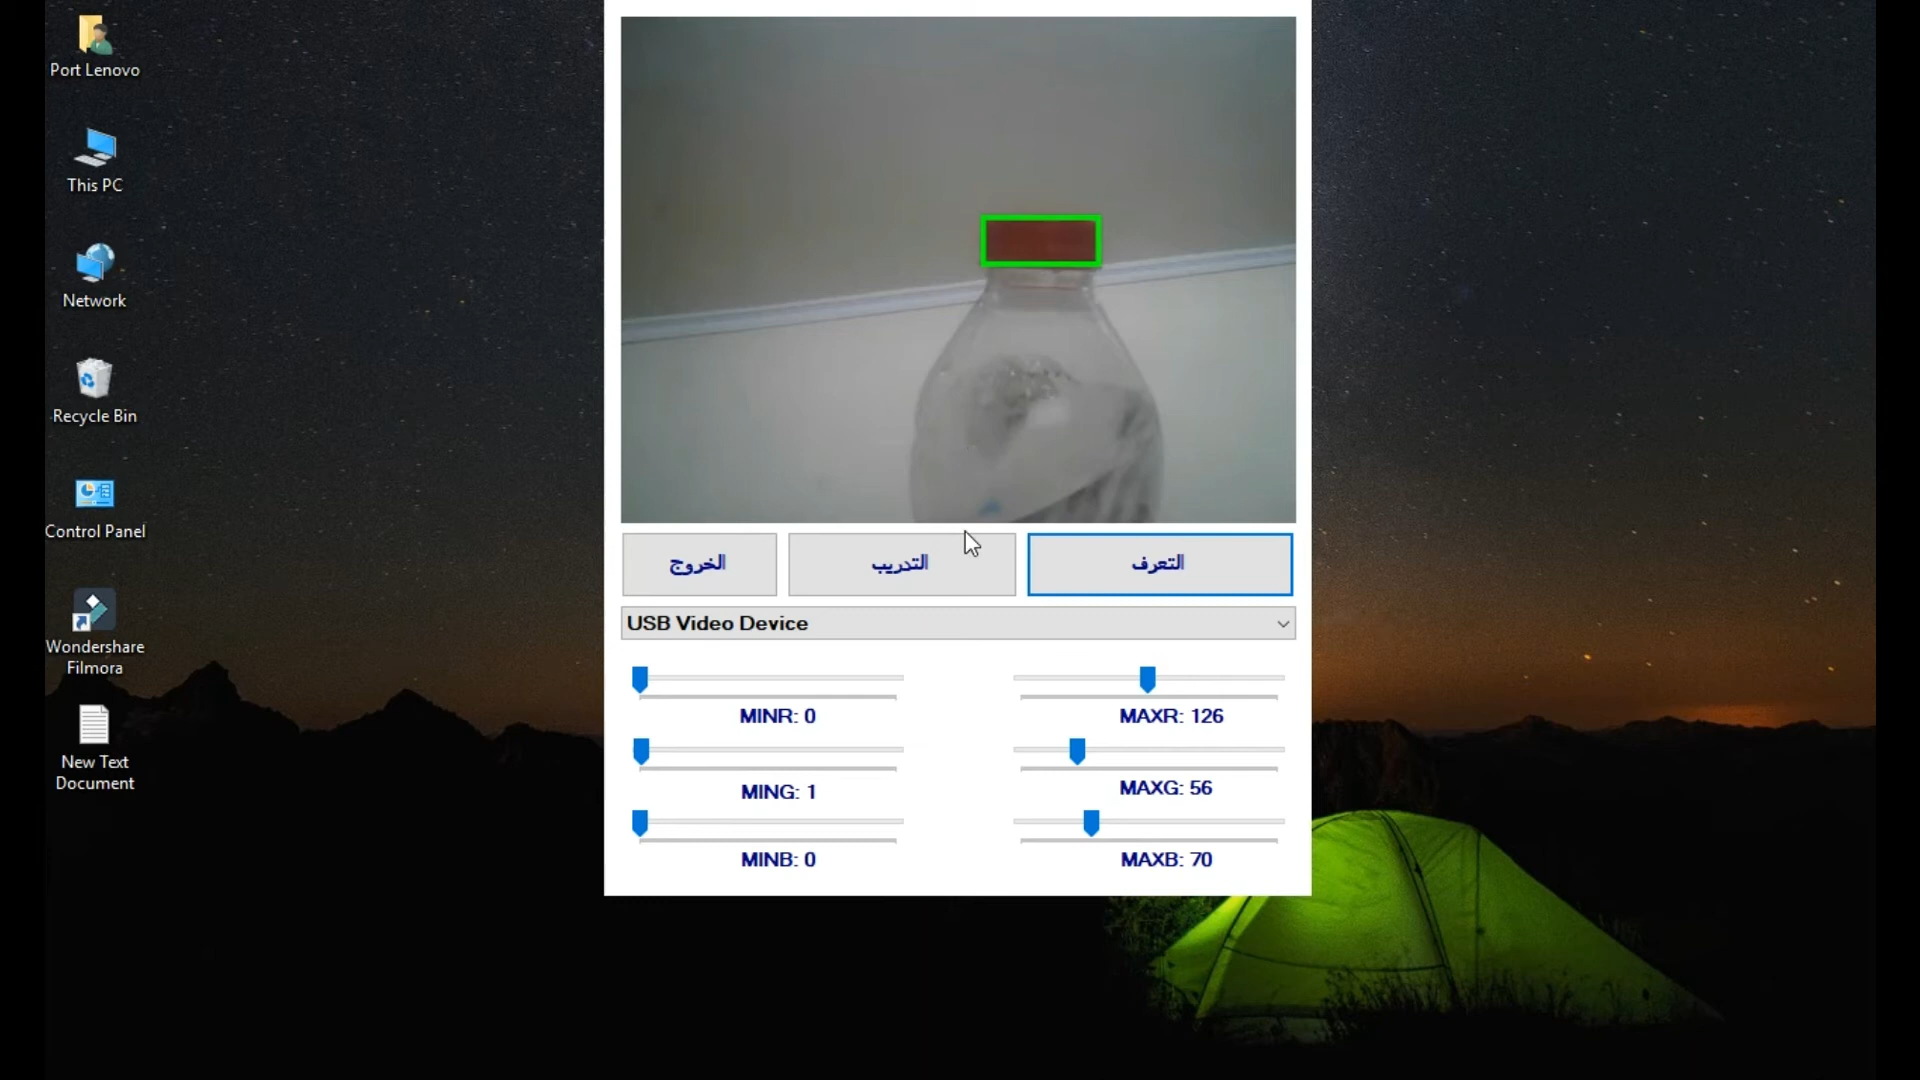 Port Lenovo
This PC
Network
Recycle Bin
Control Panel
Wondershare
Filmora
New Text
Document
التعرف
التدريب
الخروج
USB Video Device
MINR: 0
MAXR: 126
MING: 1
MAXG: 56
MINB: 0
MAXB: 70